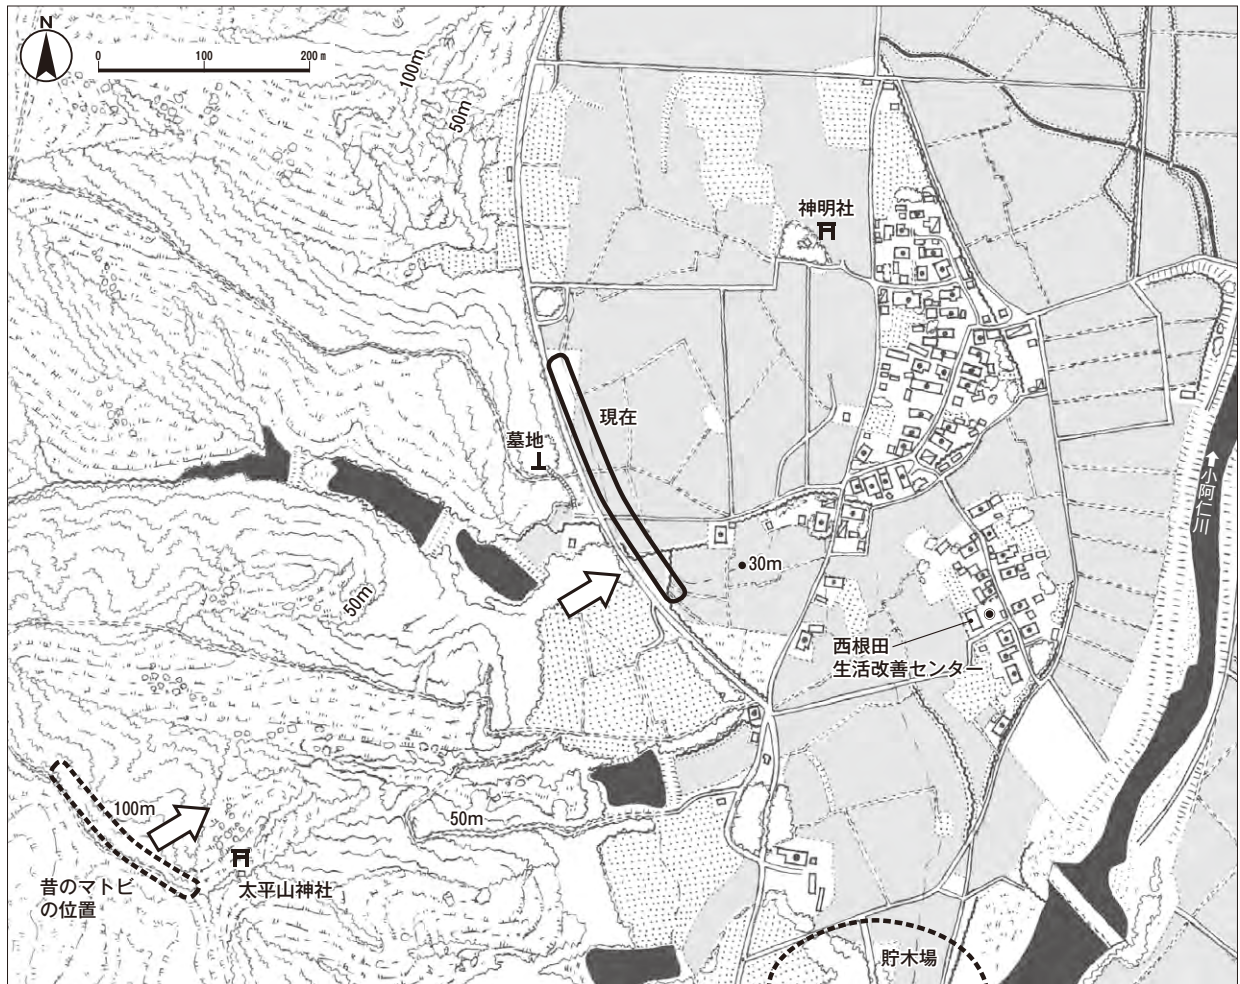 N
0 100 200 m
100m
50m
神明社
現在
墓地
小阿仁川
30m
50m
西根田
生活改善センター
100m
50m
昔のマトビ
の位置
太平山神社
貯木場